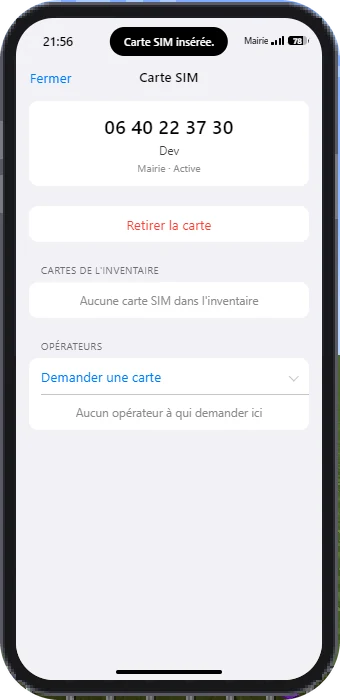 21:56
Carte SIM insérée.
Mairie
78
Fermer
Carte SIM
06 40 22 37 30
Dev
Mairie · Active
Retirer la carte
CARTES DE L'INVENTAIRE
Aucune carte SIM dans l'inventaire
OPÉRATEURS
Demander une carte
Aucun opérateur à qui demander ici